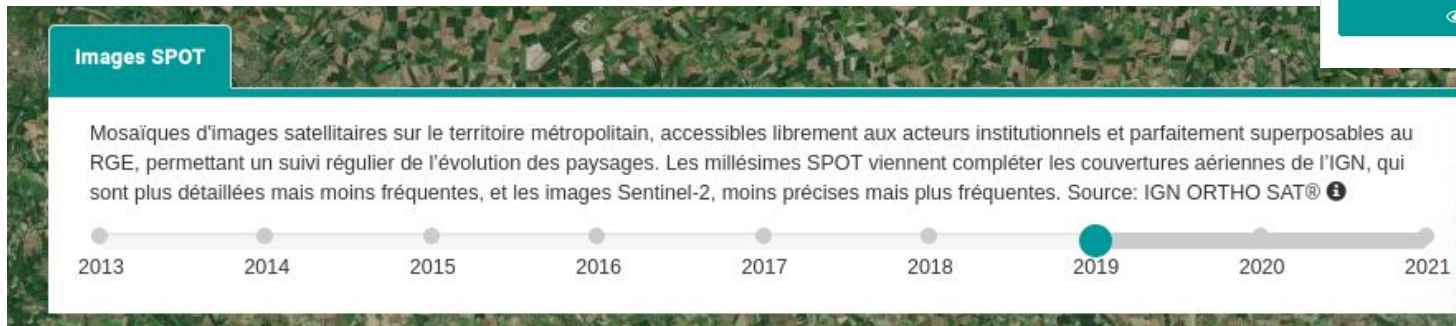 Images SPOT
Mosaïques d'images satellitaires sur le territoire métropolitain, accessibles librement aux acteurs institutionnels et parfaitement superposables au
RGE, permettant un suivi régulier de l’évolution des paysages. Les millésimes SPOT viennent compléter les couvertures aériennes de l’IGN, qui
sont plus détaillées mais moins fréquentes, et les images Sentinel-2, moins précises mais plus fréquentes. Source: IGN ORTHO SAT®
2013 2014 2015 2016 2017 2018 2019 2020 2021